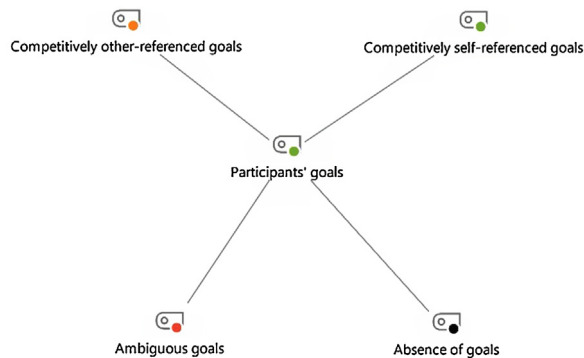 Competitively other-referenced goals
Competitively self-referenced goals
Participants' goals
Ambiguous goals
Absence of goals